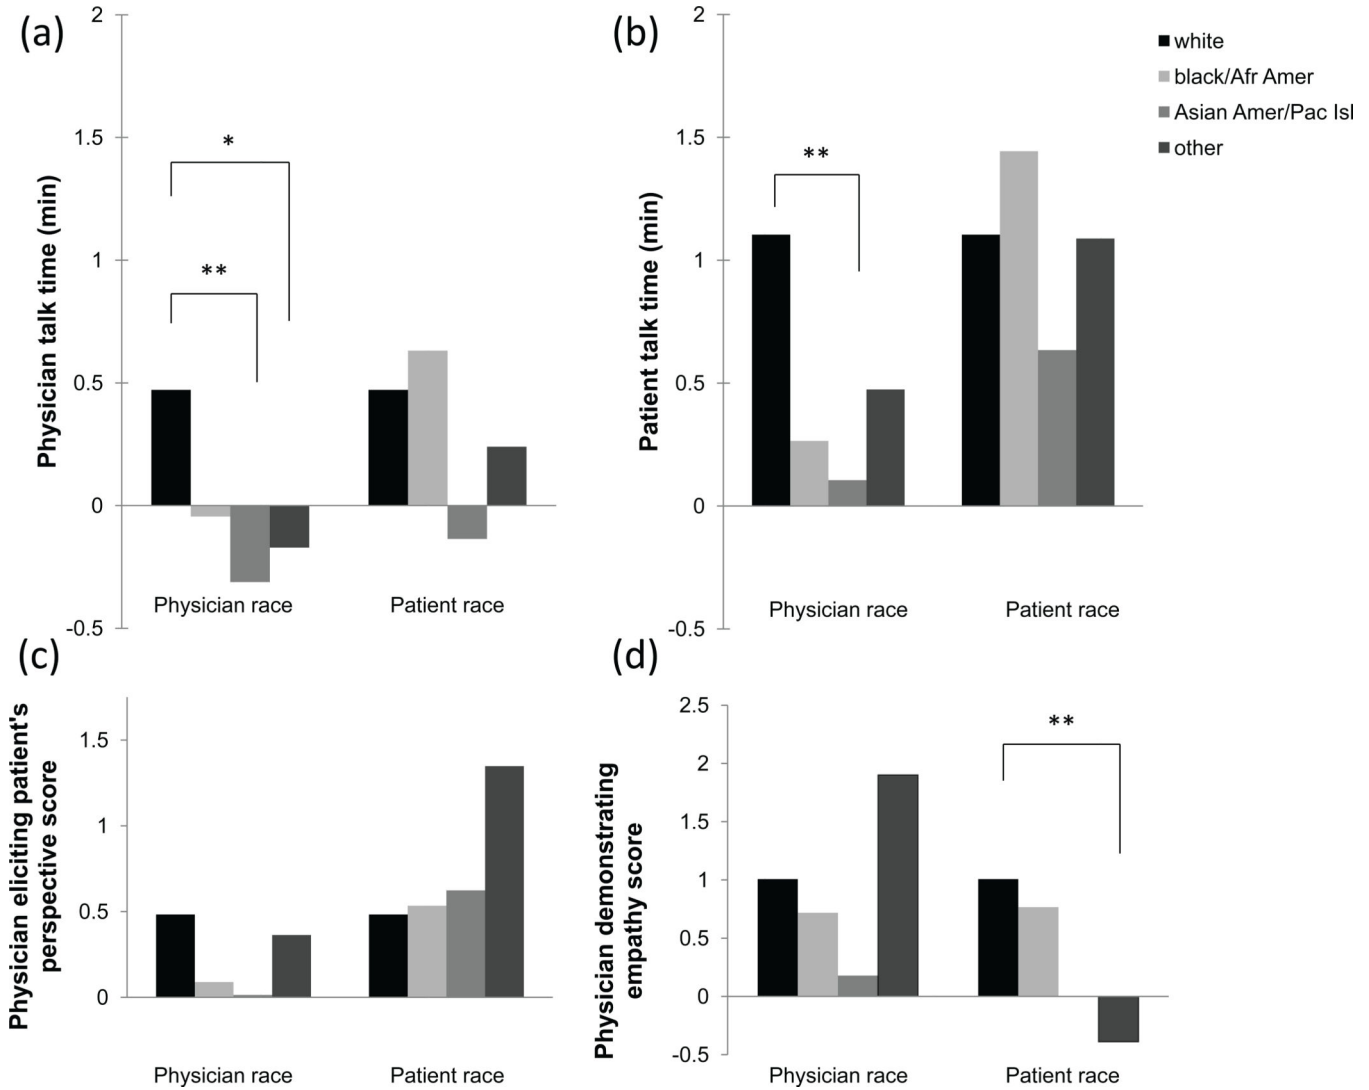 (a)
2
1.5
1
0.5
0
-0.5
Physician talk time (min)
*
**
Physician race
Patient race
(b)
2
1.5
1
0.5
0
-0.5
Patient talk time (min)
**
Physician race
Patient race
white
black/Afr Amer
Asian Amer/Pac Isl
other
(c)
1.5
1
0.5
0
Physician eliciting patient's
perspective score
Physician race
Patient race
(d)
2.5
2
1.5
1
0.5
0
-0.5
Physician demonstrating
empathy score
**
Physician race
Patient race